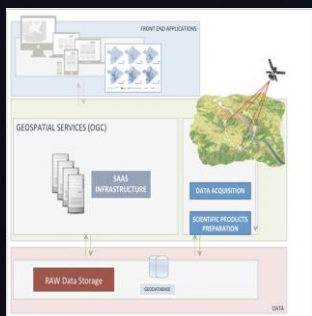 FRONT END APPLICATIONS
GEOSPATIAL SERVICES (OGC)
SAAS
INFRASTRUCTURE
DATA ACQUISITION
SCIENTIFIC PRODUCTS
PREPARATION
RAW Data Storage
GEODATABASE
DATA